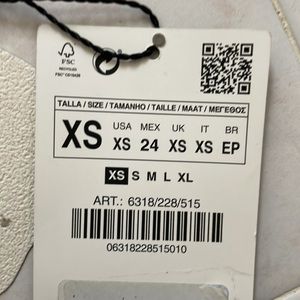 FSC
RECYCLED
TALLA / SIZE / TAMANHO / TAILLE / MAAT / ΜΕΓΕΘΟΣ
XS USA MEX UK IT BR
XS 24 XS XS EP
XS S M L XL
ART.: 6318/228/515
06318228515010